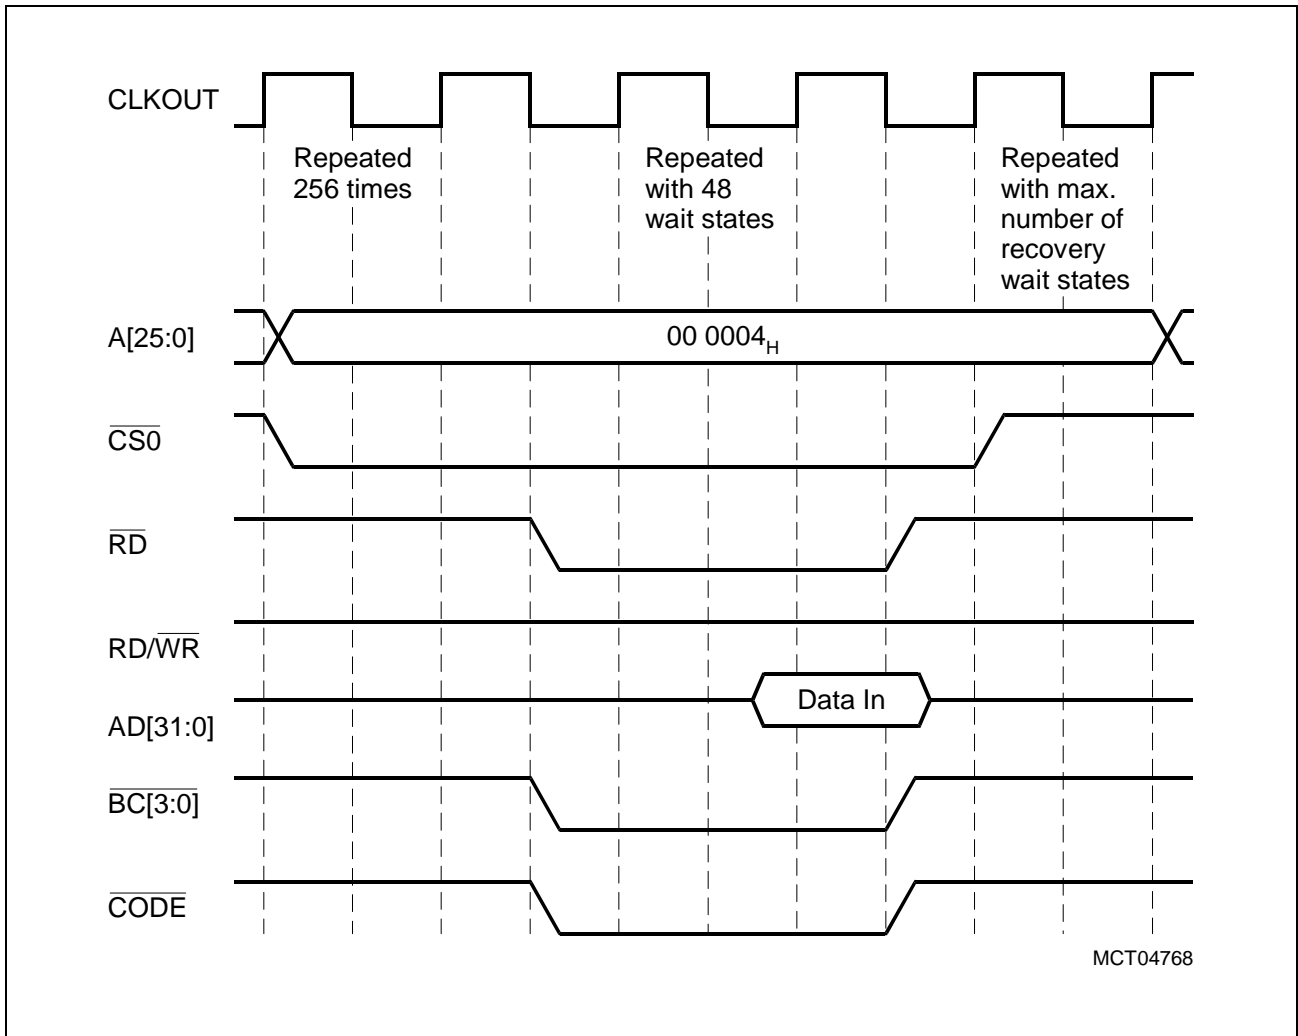 CLKOUT
Repeated
256 times
Repeated
with 48
wait states
Repeated
with max.
number of
recovery
wait states
A[25:0]
00 0004H
CS0
RD
RD/WR
AD[31:0]
Data In
BC[3:0]
CODE
MCT04768